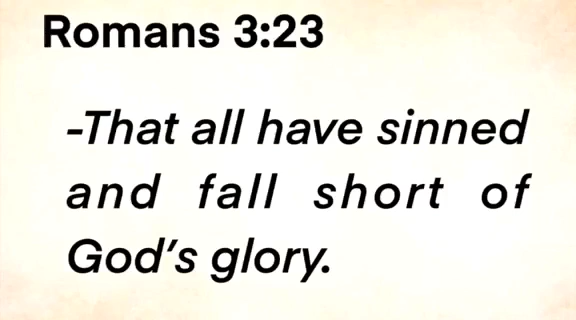 Romans 3:23
-That all have sinned
and fall short of
God's glory.